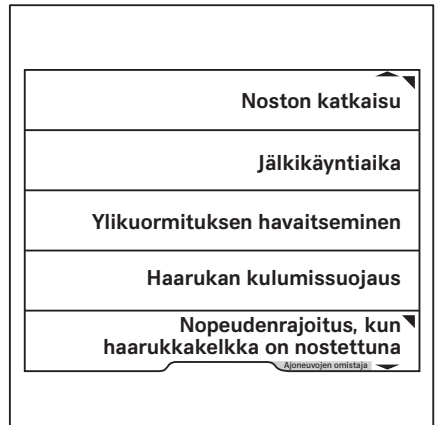 Noston katkaisu
Jälkikäyntiaika
Ylikuormituksen havaitseminen
Haarukan kulumissuojaus
Nopeudenrajoitus, kun
haarukkakelkka on nostettuna
Ajoneuvojen omistaja